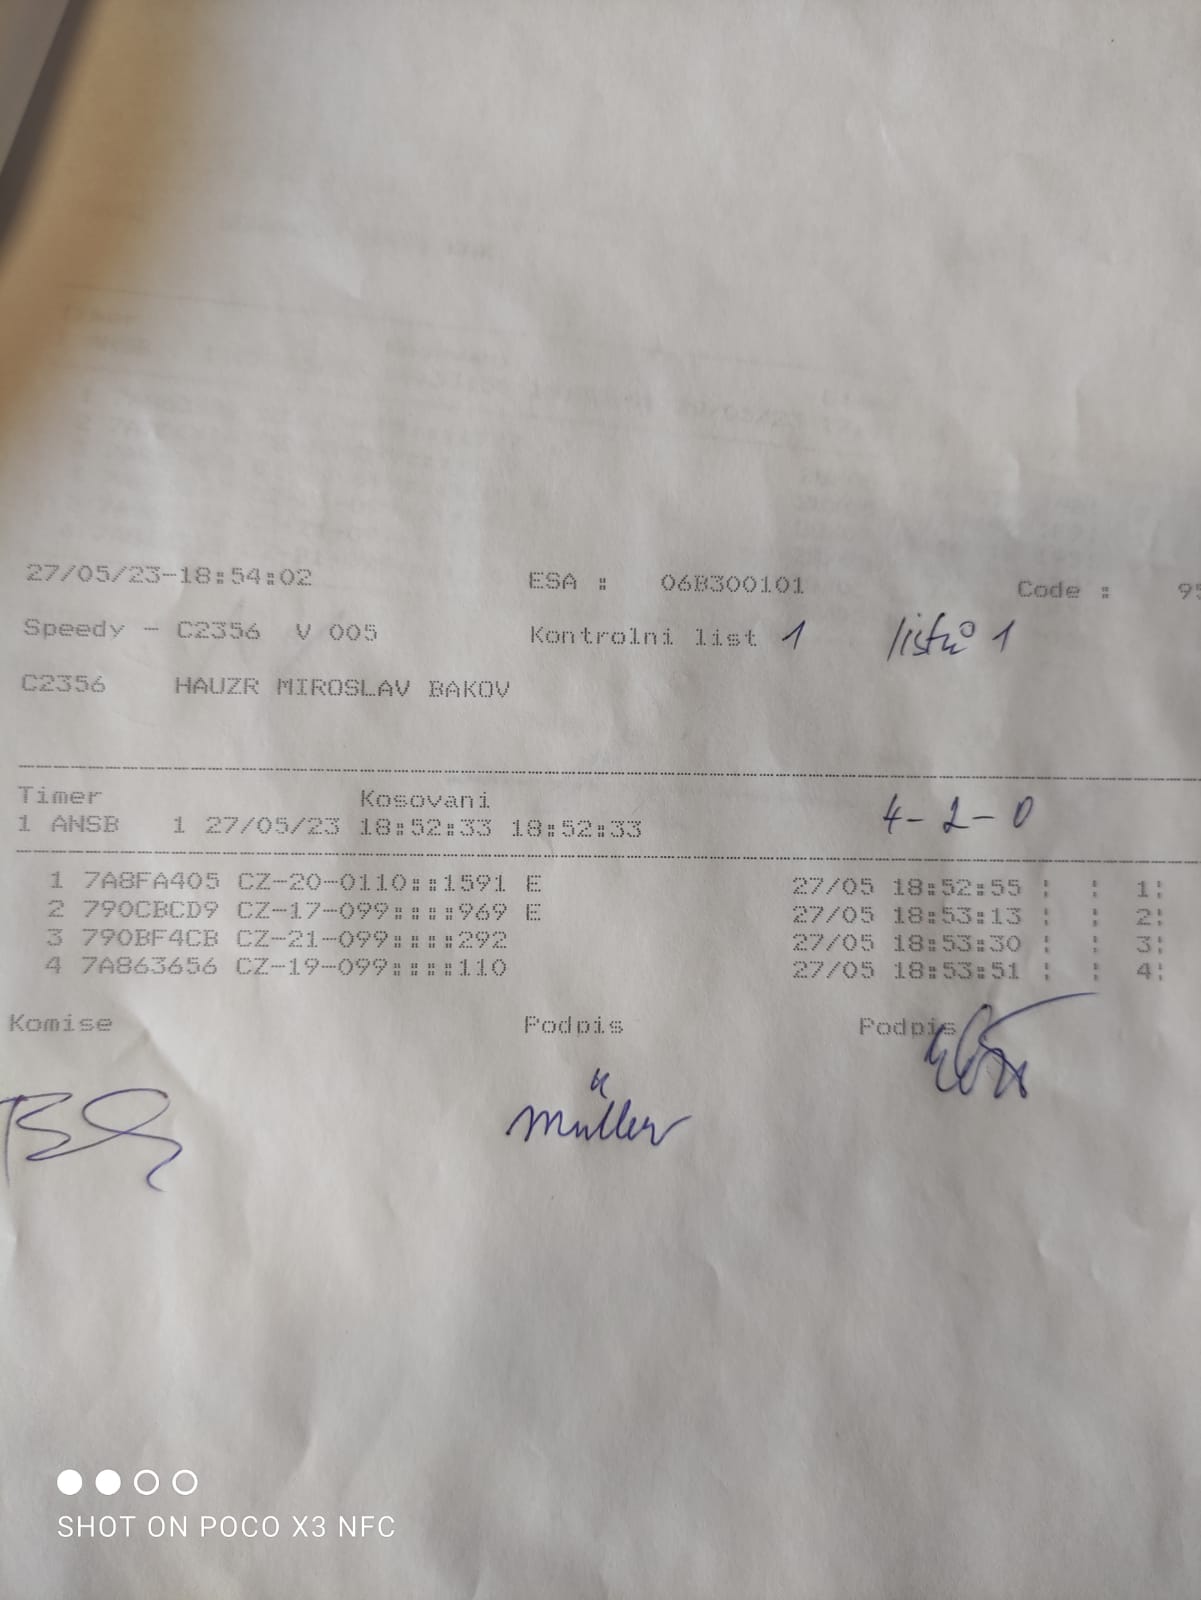 27/05/23-18:54:02 ESA : 06B300101 Code : 95
Speedy - C2356 V 005 Kontrolni list 1 listů 1
C2356 HAUZR MIROSLAV BAKOV
Timer Kosovani
1 ANSB 1 27/05/23 18:52:33 18:52:33 4-2-0
1 7A8FA405 CZ-20-0110::1591 E 27/05 18:52:55 : : 1:
2 790CBCD9 CZ-17-099::::969 E 27/05 18:53:13 : : 2:
3 790BF4CB CZ-21-099::::292 27/05 18:53:30 : : 3:
4 7A863656 CZ-19-099::::110 27/05 18:53:51 : : 4:
Komise Podpis Podpis
Müller
SHOT ON POCO X3 NFC